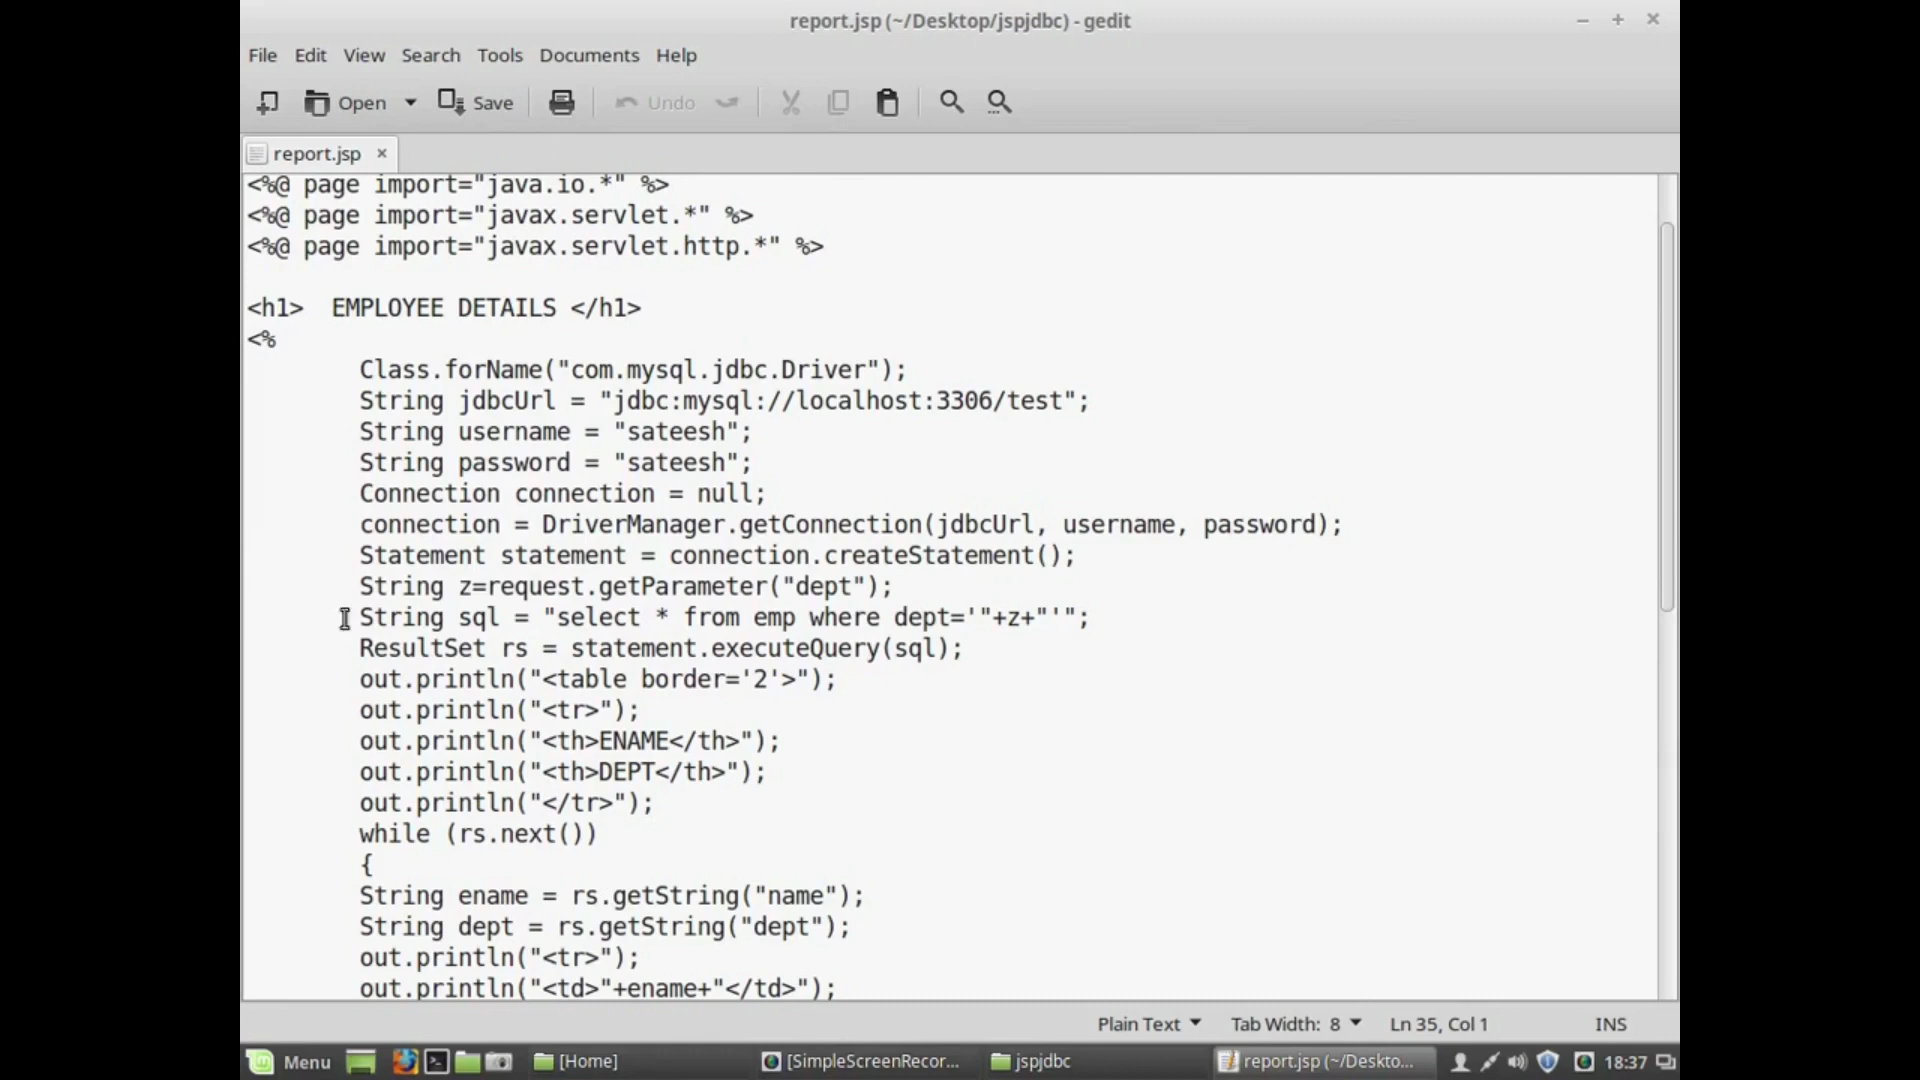 report.jsp (~/Desktop/jspjdbc) - gedit
File Edit View Search Tools Documents Help
Open Save Undo
report.jsp
<%@ page import="java.io.*" %>
<%@ page import="javax.servlet.*" %>
<%@ page import="javax.servlet.http.*" %>
<h1>  EMPLOYEE DETAILS </h1>
<%
Class.forName("com.mysql.jdbc.Driver");
String jdbcUrl = "jdbc:mysql://localhost:3306/test";
String username = "sateesh";
String password = "sateesh";
Connection connection = null;
connection = DriverManager.getConnection(jdbcUrl, username, password);
Statement statement = connection.createStatement();
String z=request.getParameter("dept");
String sql = "select * from emp where dept='"+z+"'";
ResultSet rs = statement.executeQuery(sql);
out.println("<table border='2'>");
out.println("<tr>");
out.println("<th>ENAME</th>");
out.println("<th>DEPT</th>");
out.println("</tr>");
while (rs.next())
{
String ename = rs.getString("name");
String dept = rs.getString("dept");
out.println("<tr>");
out.println("<td>"+ename+"</td>");
Plain Text Tab Width: 8 Ln 35, Col 1 INS
Menu [Home] [SimpleScreenRecor... jspjdbc report.jsp (~/Deskto... 18:37